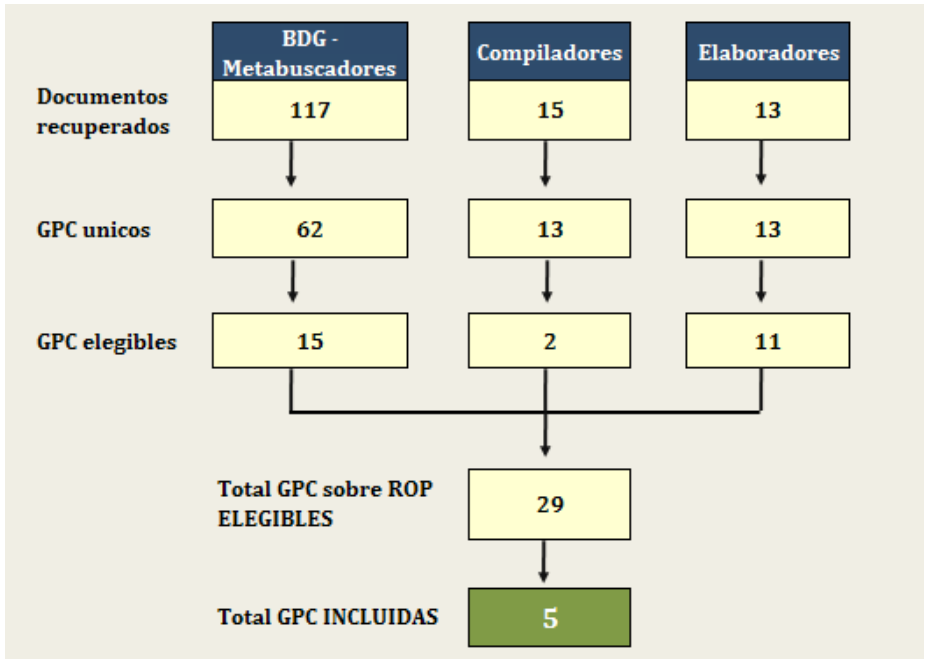 BDG -
Metabuscadores
Compiladores
Elaboradores
Documentos
recuperados
117
15
13
GPC unicos
62
13
13
GPC elegibles
15
2
11
Total GPC sobre ROP
ELEGIBLES
29
Total GPC INCLUIDAS
5